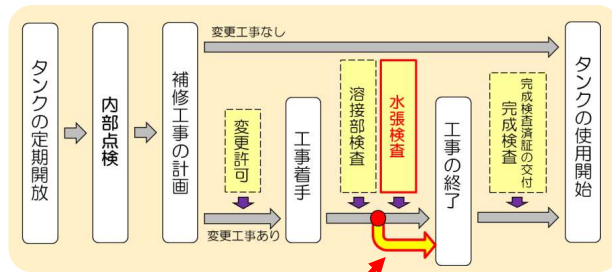 変更工事なし
タンクの定期開放
内部点検
補修工事の計画
変更許可
工事着手
溶接部検査
水張検査
工事の終了
完成検査済証の交付
完成検査
タンクの使用開始
変更工事あり